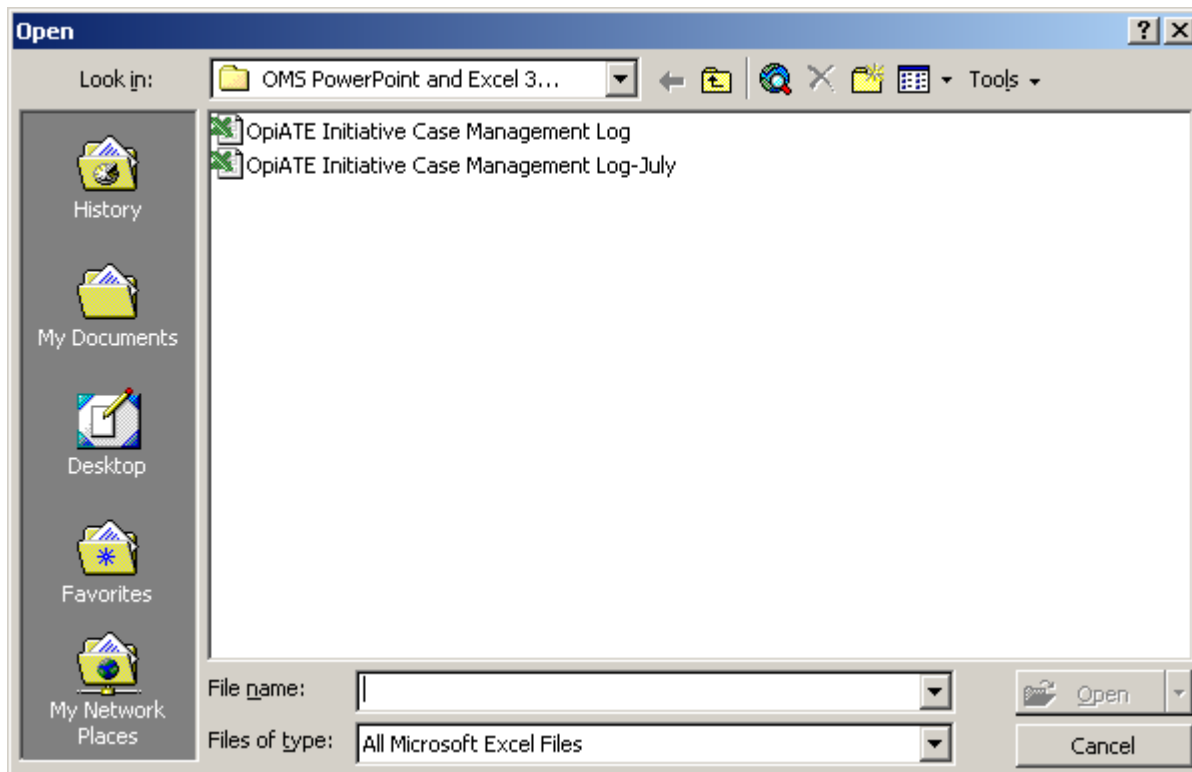 Open
Look in:
OMS PowerPoint and Excel 3...
Tools
OpiATE Initiative Case Management Log
OpiATE Initiative Case Management Log-July
History
My Documents
Desktop
Favorites
My Network
Places
File name:
Open
Files of type:
All Microsoft Excel Files
Cancel